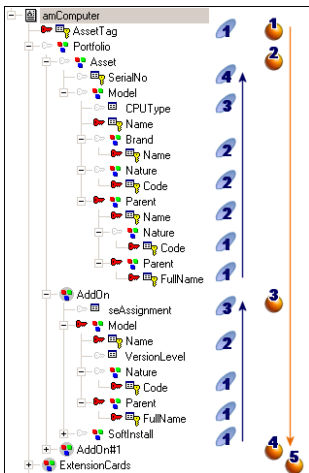 amComputer
AssetTag 1 1
Portfolio 2
Asset
SerialNo 4
Model
CPUType 3
Name
Brand 2
Name
Nature 2
Code
Parent 2
Name
Nature 1
Code
Parent 1
FullName
AddOn 3
seAssignment 3
Model
Name 2
VersionLevel
Nature 1
Code
Parent 1
FullName
SoftInstall 1
AddOn#1 4
ExtensionCards 5